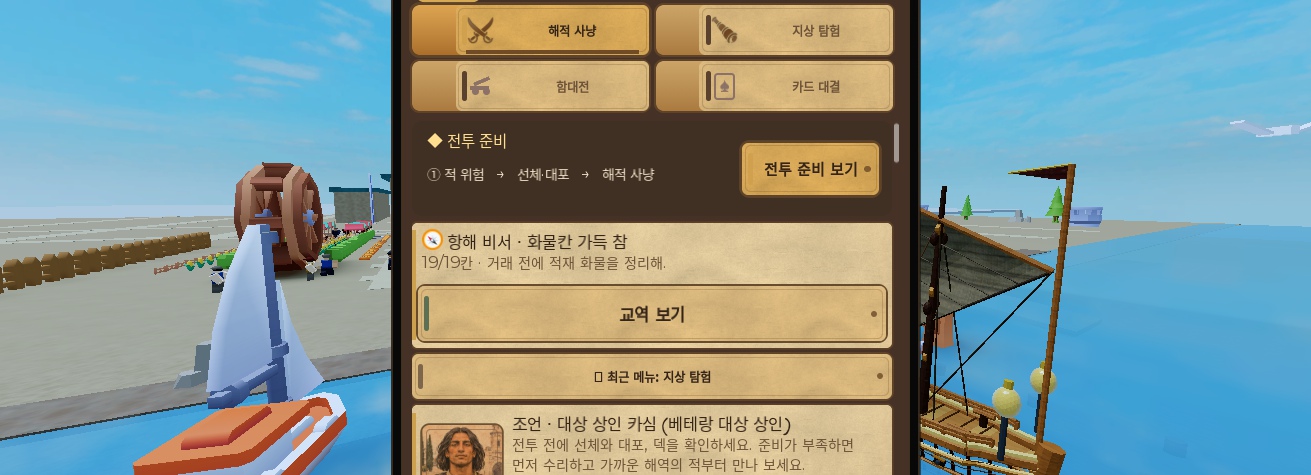 해적 사냥
지상 탐험
함대전
카드 대결
◆ 전투 준비
① 적 위험 → 선체·대포 → 해적 사냥
전투 준비 보기
항해 비서 · 화물칸 가득 참
19/19칸 · 거래 전에 적재 화물을 정리해.
교역 보기
최근 메뉴: 지상 탐험
조언 · 대상 상인 카심 (베테랑 대상 상인)
전투 전에 선체와 대포, 덱을 확인하세요. 준비가 부족하면
먼저 수리하고 가까운 해역의 적부터 만나 보세요.